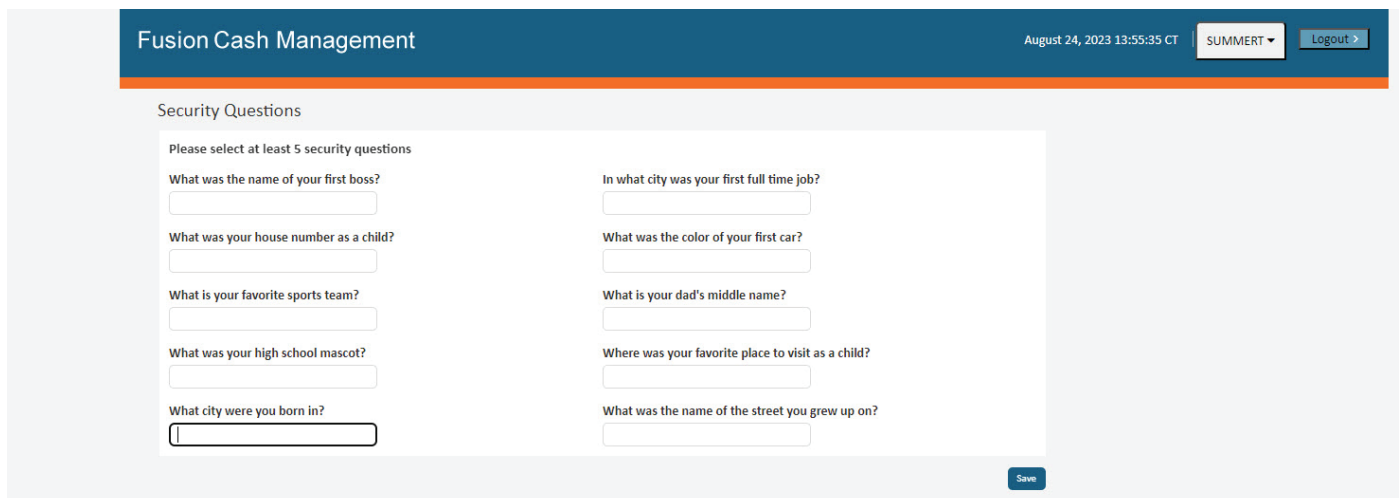 Fusion Cash Management
August 24, 2023 13:55:35 CT
SUMMERT
Logout >
Security Questions
Please select at least 5 security questions
What was the name of your first boss?
In what city was your first full time job?
What was your house number as a child?
What was the color of your first car?
What is your favorite sports team?
What is your dad's middle name?
What was your high school mascot?
Where was your favorite place to visit as a child?
What city were you born in?
What was the name of the street you grew up on?
Save